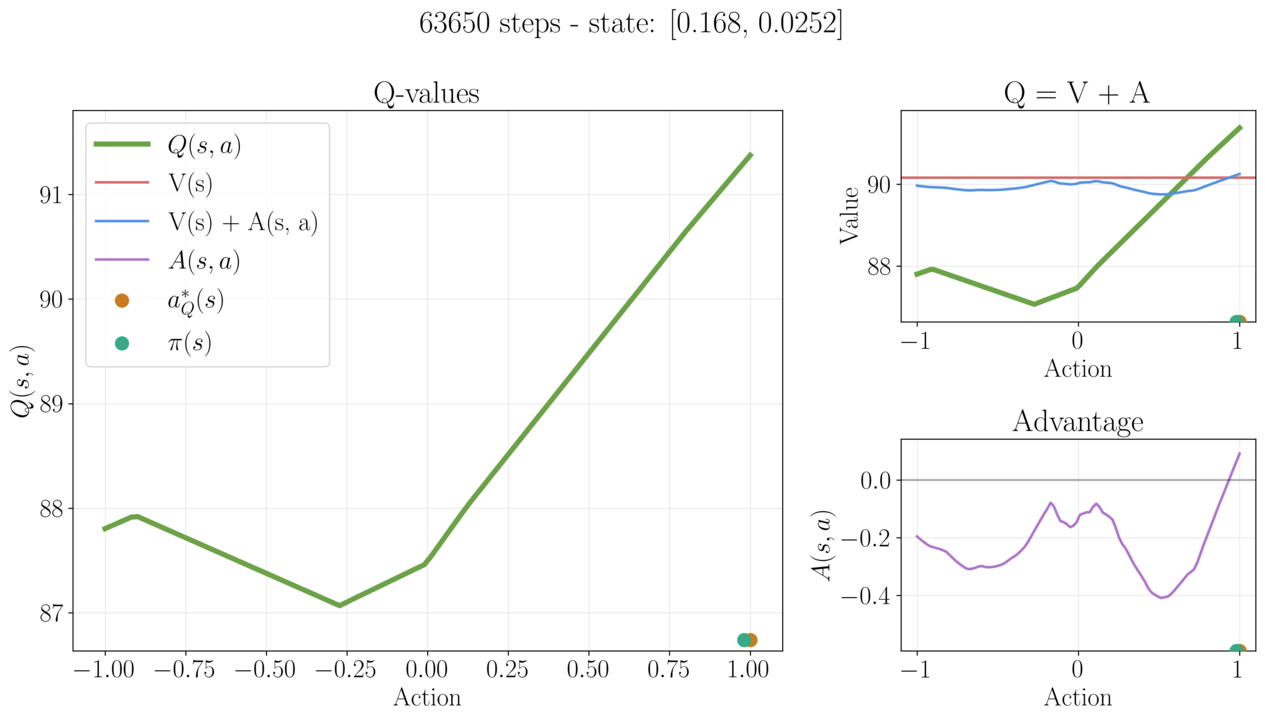 63650 steps - state: [0.168, 0.0252]
Q-values
Q(s, a)
91
90
89
88
87
Q(s, a)
V(s)
V(s) + A(s, a)
A(s, a)
a*Q(s)
π(s)
−1.00 −0.75 −0.50 −0.25 0.00 0.25 0.50 0.75 1.00
Action
Q = V + A
Value
90
88
−1 0 1
Action
Advantage
A(s, a)
0.0
−0.2
−0.4
−1 0 1
Action